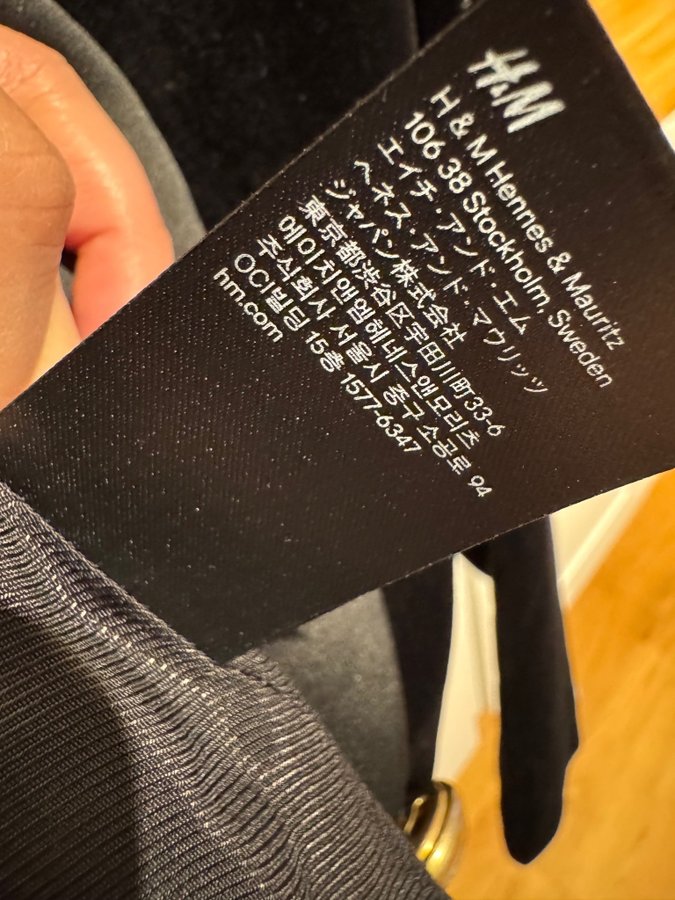 H&M
H & M Hennes & Mauritz
106 38 Stockholm, Sweden
エイチ・アンド・エム
ヘネス・アンド・マウリッツ
ジャパン株式会社
東京都渋谷区宇田川町33-6
에이치앤엠헤네스앤모리츠
주식회사 서울시 중구 소공로 94
OCI빌딩 15층 1577-6347
hm.com